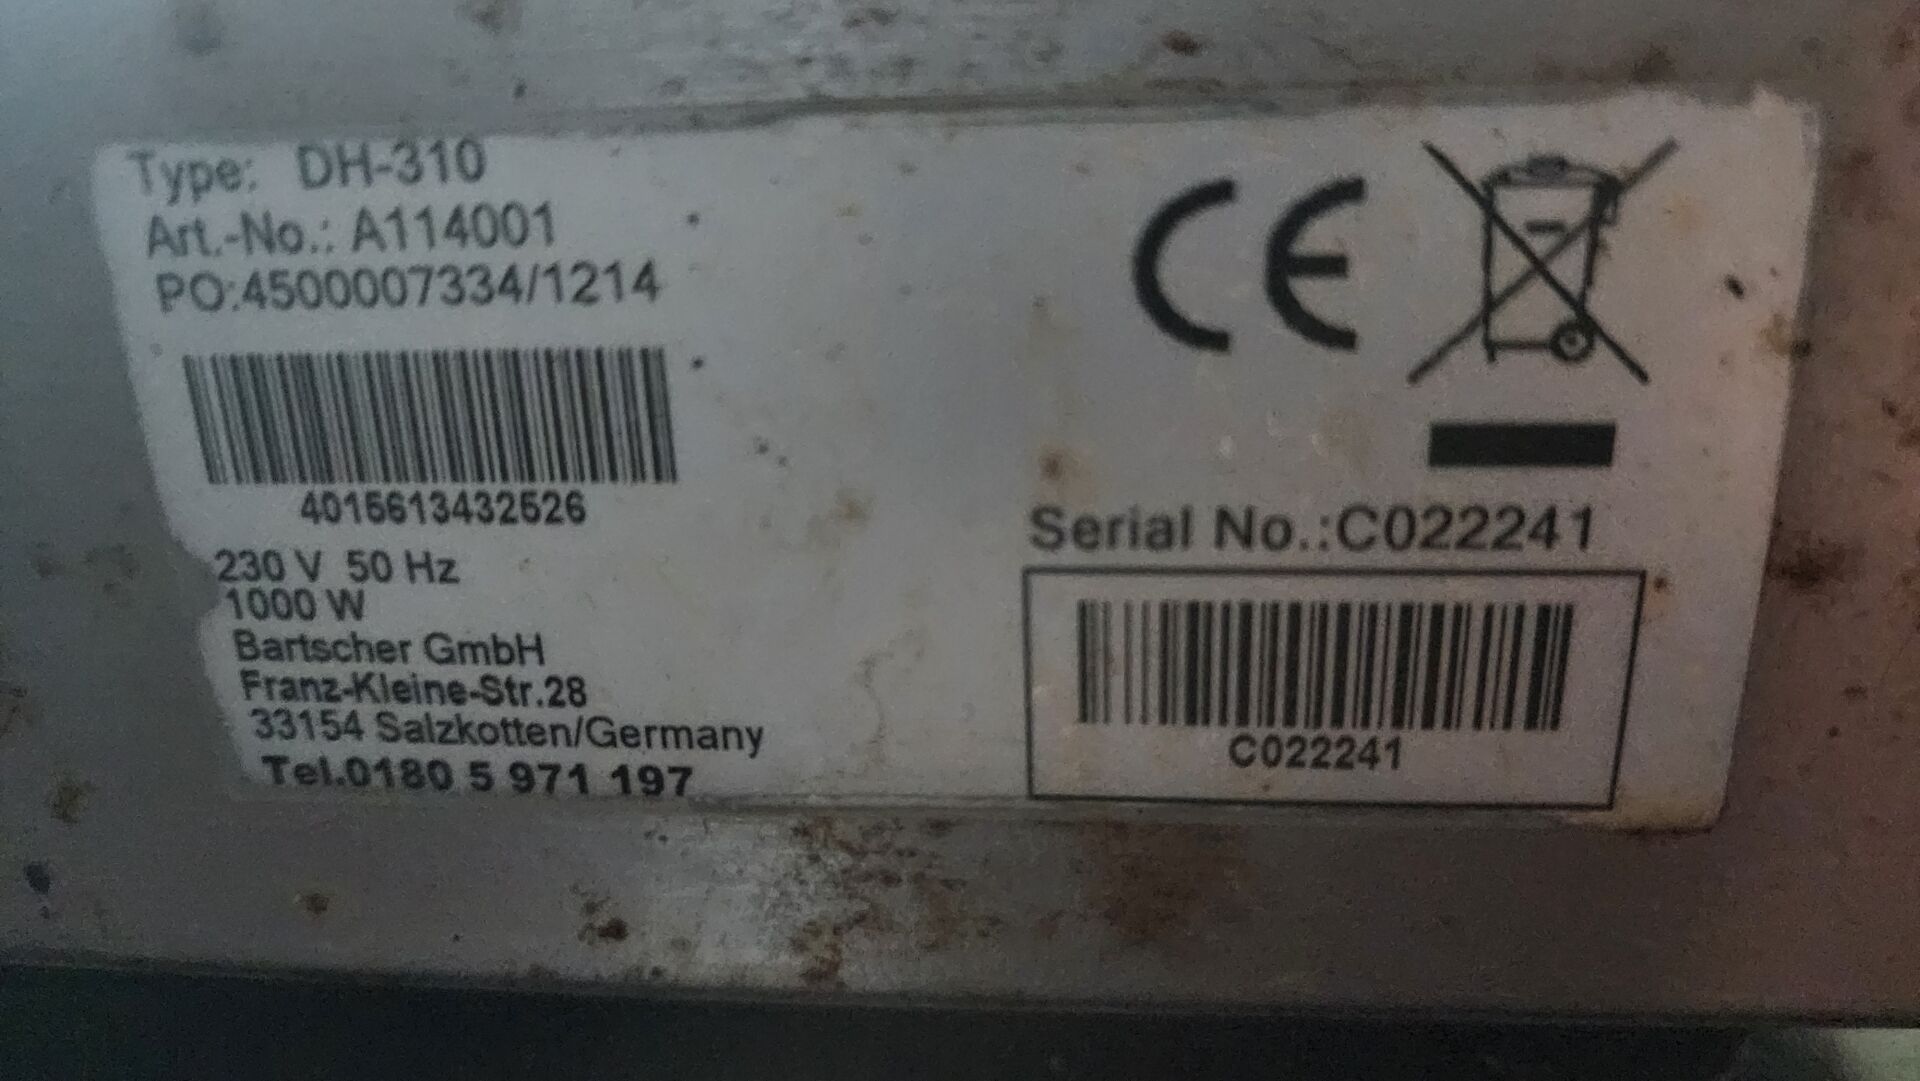 Type: DH-310
Art.-No.: A114001
PO:4500007334/1214
4015613432526
230 V 50 Hz
1000 W
Bartscher GmbH
Franz-Kleine-Str.28
33154 Salzkotten/Germany
Tel.0180 5 971 197
CE
Serial No.:C022241
C022241